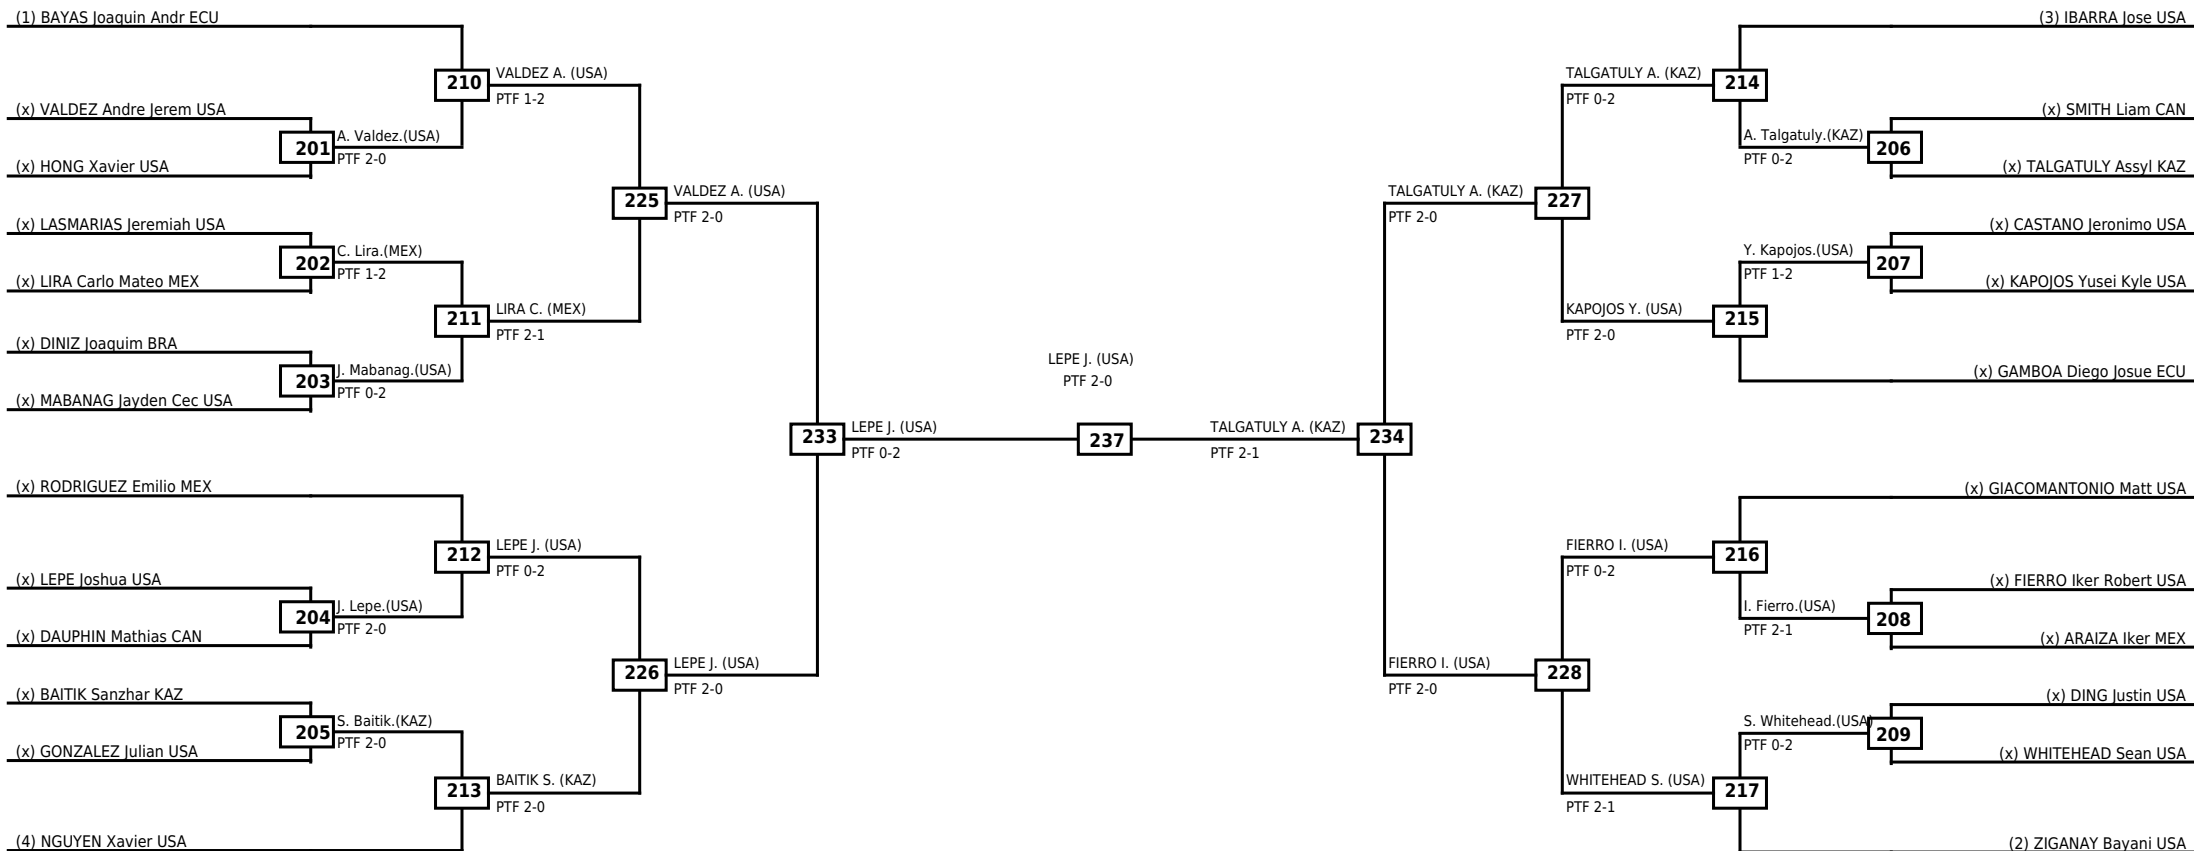 (1) BAYAS Joaquin Andr ECU
(3) IBARRA Jose USA
210
VALDEZ A. (USA)
PTF 1-2
TALGATULY A. (KAZ)
PTF 0-2
214
(x) VALDEZ Andre Jerem USA
(x) SMITH Liam CAN
201
A. Valdez.(USA)
PTF 2-0
A. Talgatuly.(KAZ)
PTF 0-2
206
(x) HONG Xavier USA
(x) TALGATULY Assyl KAZ
225
VALDEZ A. (USA)
PTF 2-0
TALGATULY A. (KAZ)
PTF 2-0
227
(x) LASMARIAS Jeremiah USA
(x) CASTANO Jeronimo USA
202
C. Lira.(MEX)
PTF 1-2
Y. Kapojos.(USA)
PTF 1-2
207
(x) LIRA Carlo Mateo MEX
(x) KAPOJOS Yusei Kyle USA
211
LIRA C. (MEX)
PTF 2-1
KAPOJOS Y. (USA)
PTF 2-0
215
(x) DINIZ Joaquim BRA
LEPE J. (USA)
PTF 2-0
203
J. Mabanag.(USA)
PTF 0-2
(x) GAMBOA Diego Josue ECU
(x) MABANAG Jayden Cec USA
233
LEPE J. (USA)
PTF 0-2
237
TALGATULY A. (KAZ)
PTF 2-1
234
(x) RODRIGUEZ Emilio MEX
(x) GIACOMANTONIO Matt USA
212
LEPE J. (USA)
PTF 0-2
FIERRO I. (USA)
PTF 0-2
216
(x) LEPE Joshua USA
(x) FIERRO Iker Robert USA
204
J. Lepe.(USA)
PTF 2-0
I. Fierro.(USA)
PTF 2-1
208
(x) DAUPHIN Mathias CAN
(x) ARAIZA Iker MEX
226
LEPE J. (USA)
PTF 2-0
FIERRO I. (USA)
PTF 2-0
228
(x) BAITIK Sanzhar KAZ
(x) DING Justin USA
205
S. Baitik.(KAZ)
PTF 2-0
S. Whitehead.(USA)
PTF 0-2
209
(x) GONZALEZ Julian USA
(x) WHITEHEAD Sean USA
213
BAITIK S. (KAZ)
PTF 2-0
WHITEHEAD S. (USA)
PTF 2-1
217
(4) NGUYEN Xavier USA
(2) ZIGANAY Bayani USA